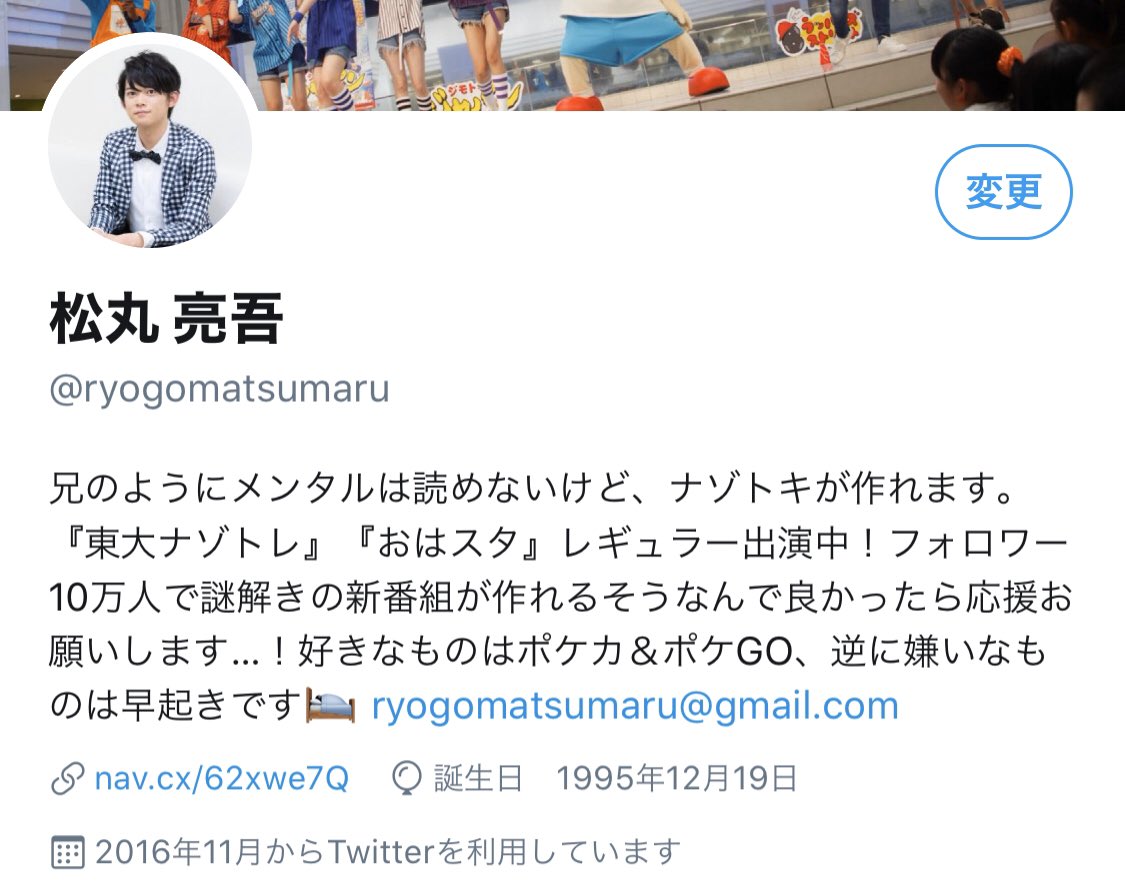 ジモト
変更
松丸 亮吾
@ryogomatsumaru
兄のようにメンタルは読めないけど、ナゾトキが作れます。
『東大ナゾトレ』『おはスタ』レギュラー出演中！フォロワー
10万人で謎解きの新番組が作れるそうなんで良かったら応援お
願いします...！好きなものはポケカ＆ポケGO、逆に嫌いなも
のは早起きです🛌 ryogomatsumaru@gmail.com
nav.cx/62xwe7Q 誕生日 1995年12月19日
2016年11月からTwitterを利用しています